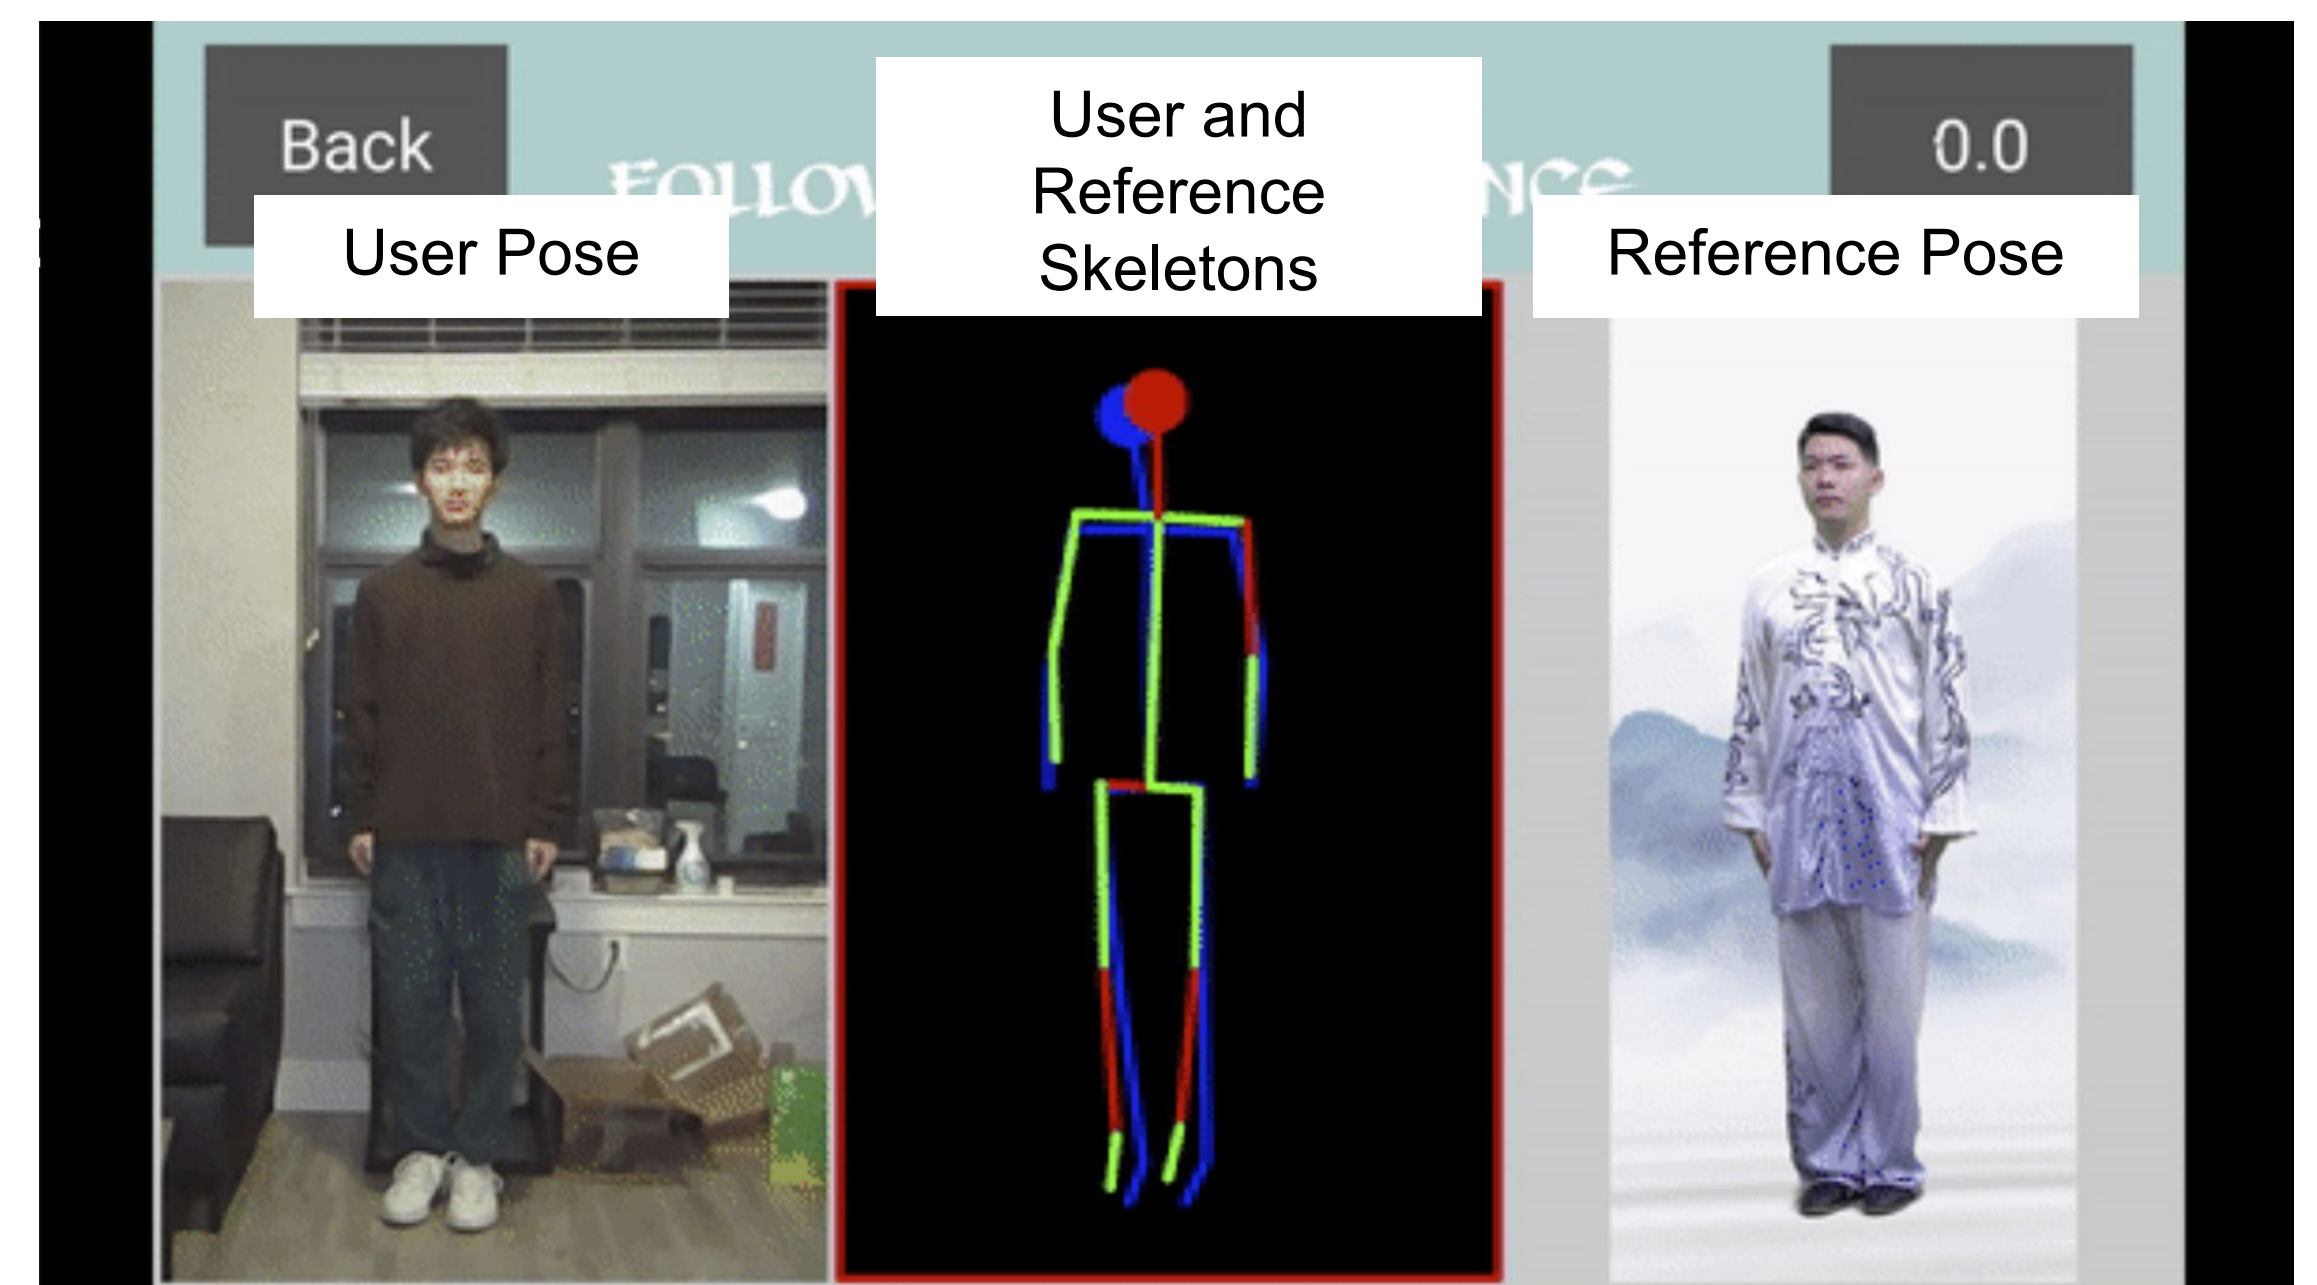 Back
User and
Reference
Skeletons
0.0
User Pose
Reference Pose